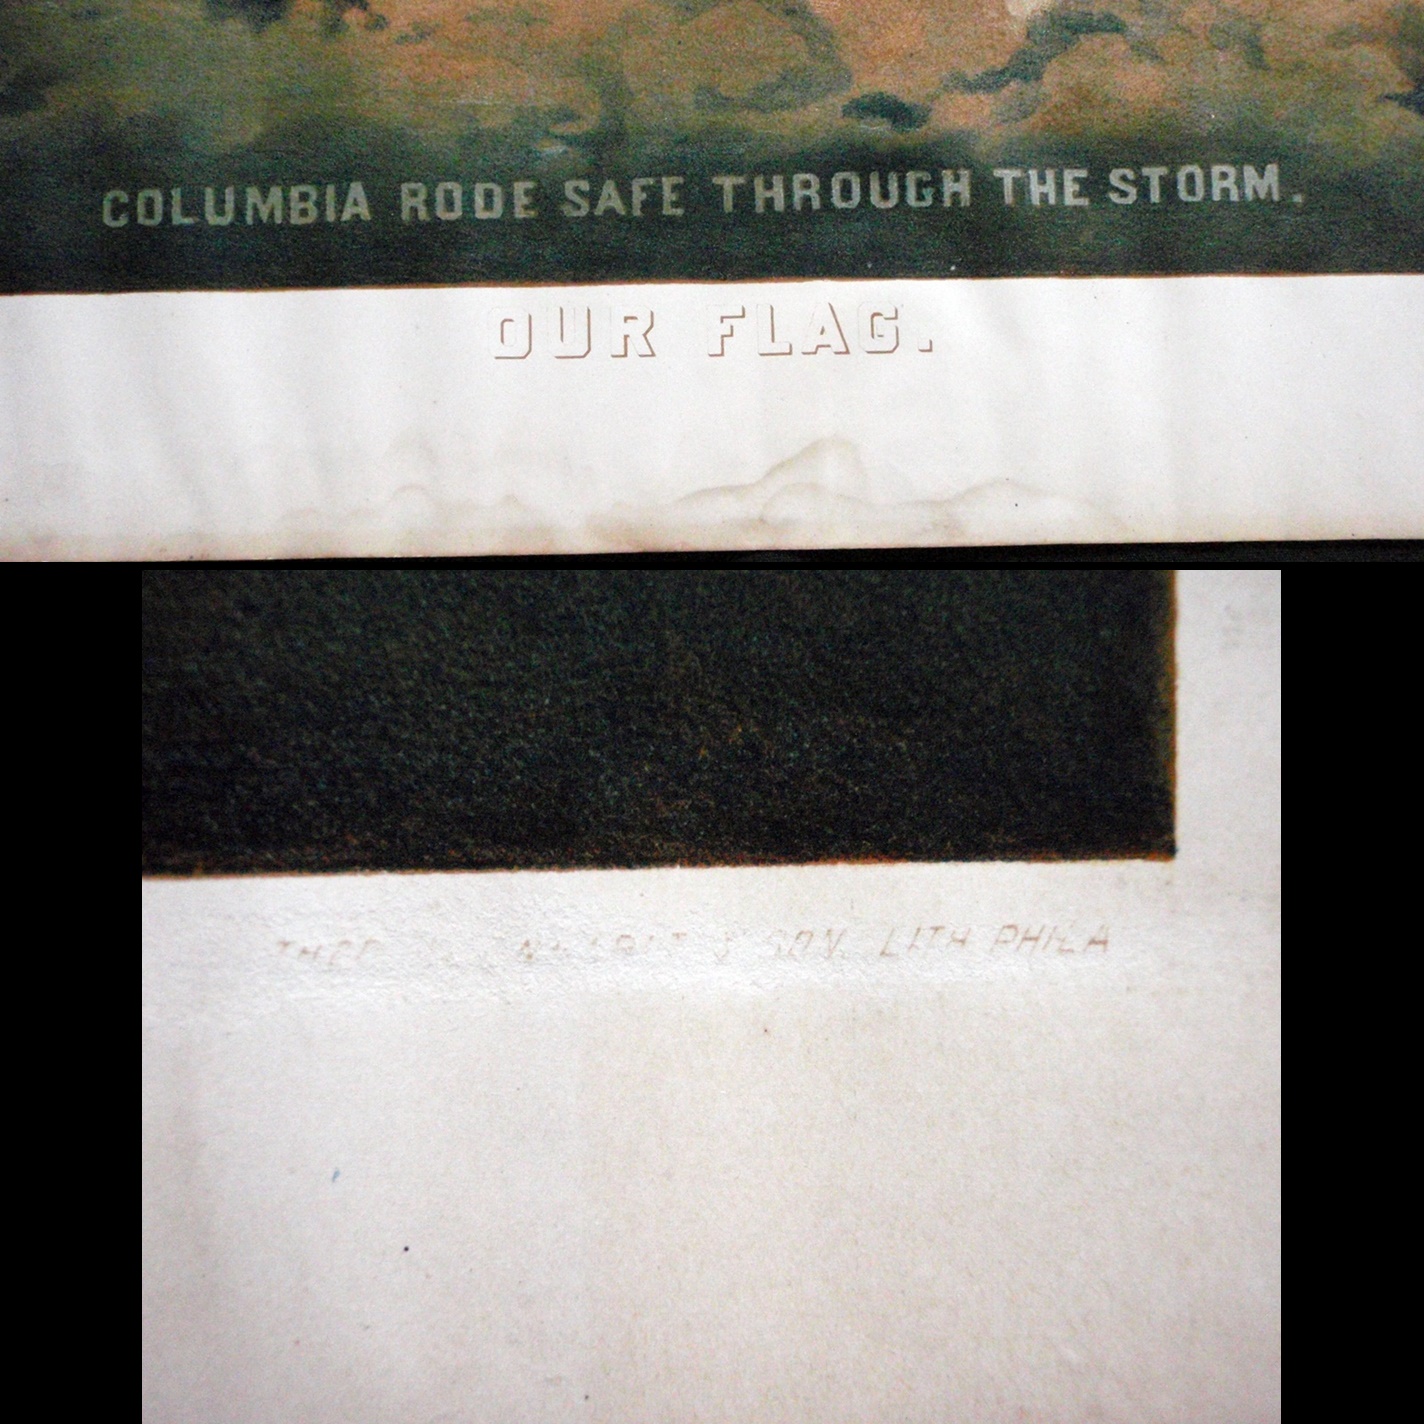 COLUMBIA RODE SAFE THROUGH THE STORM.
OUR FLAG.
SON. LITH PHILA